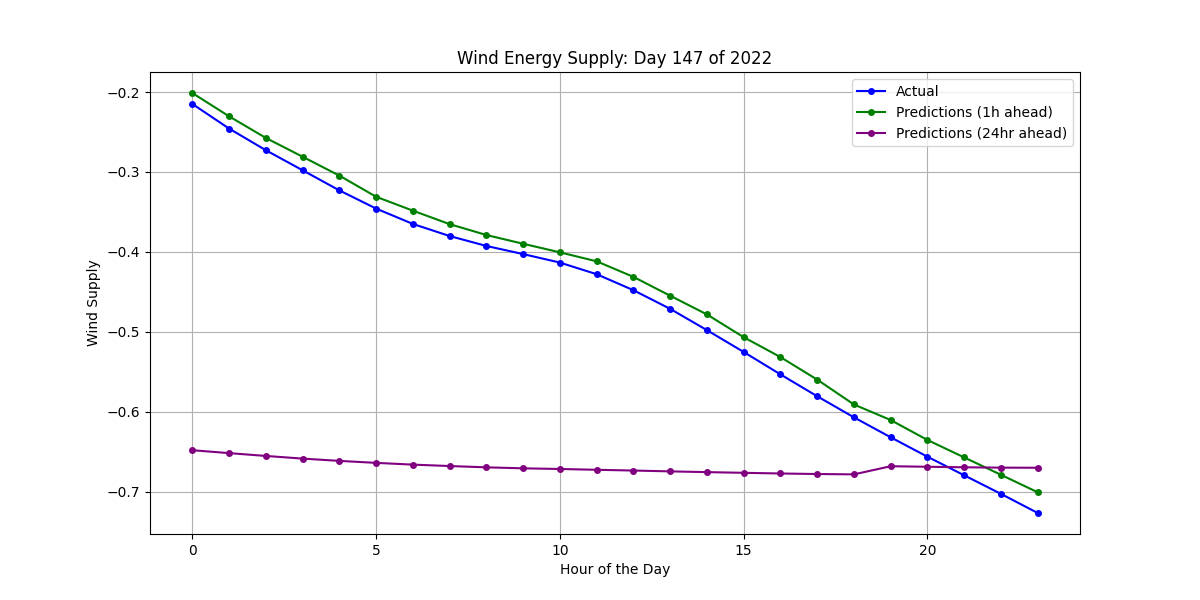 Wind Energy Supply: Day 147 of 2022
Actual
Predictions (1h ahead)
Predictions (24hr ahead)
Wind Supply
−0.2
−0.3
−0.4
−0.5
−0.6
−0.7
0 5 10 15 20
Hour of the Day